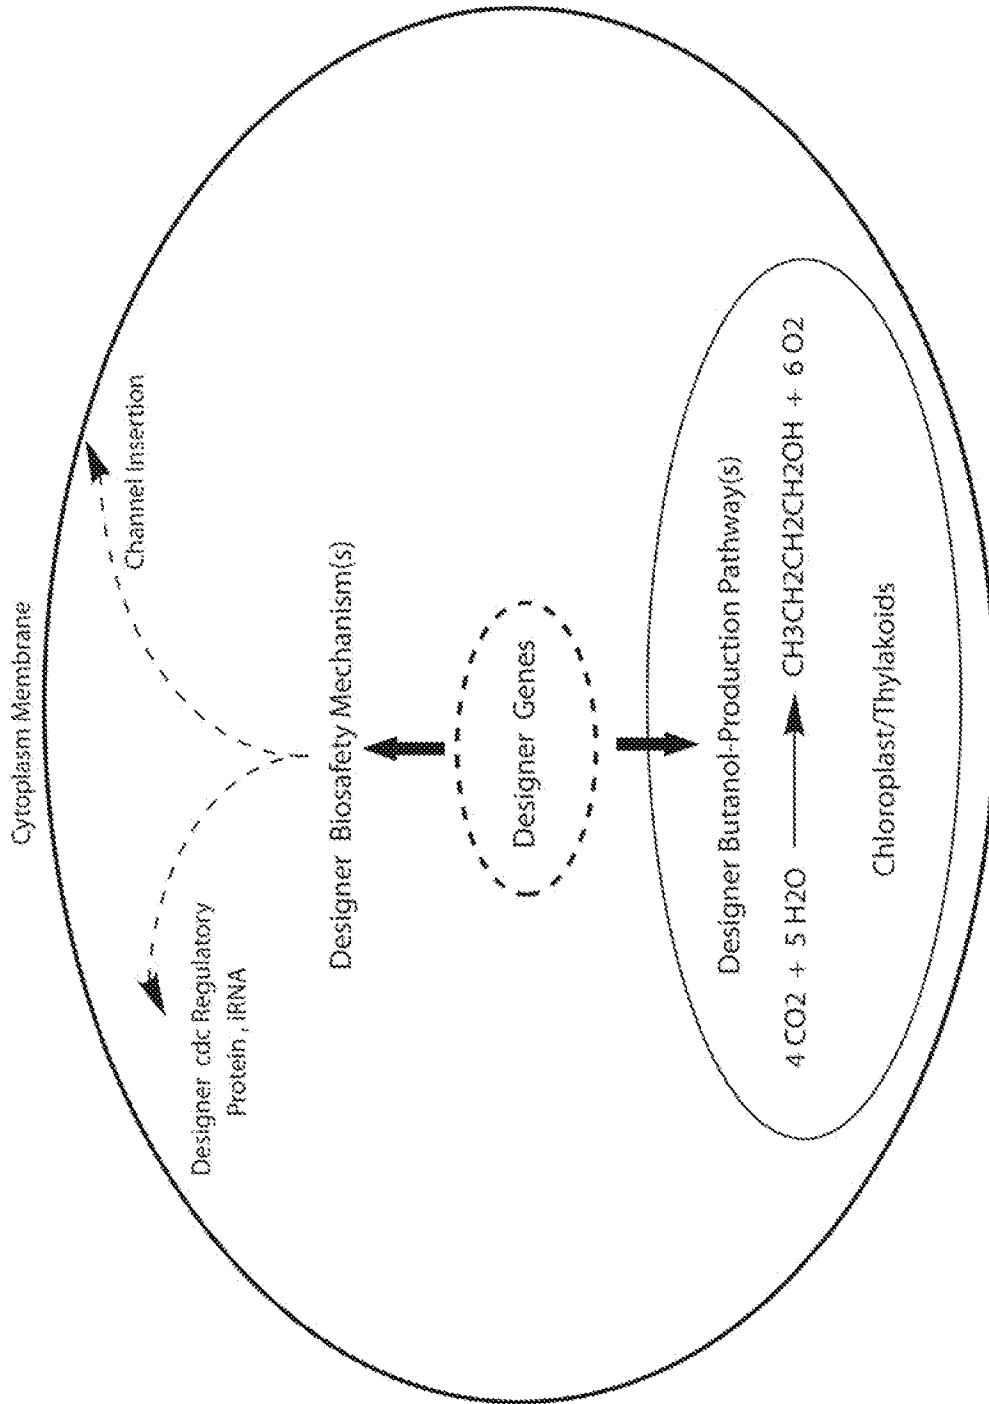 Cytoplasm Membrane
Designer cdc Regulatory
Protein , iRNA
Channel Insertion
Designer Biosafety Mechanism(s)
Designer Genes
Designer Butanol-Production Pathway(s)
4 CO2 + 5 H2O CH3CH2CH2CH2OH + 6 O2
Chloroplast/Thylakoids